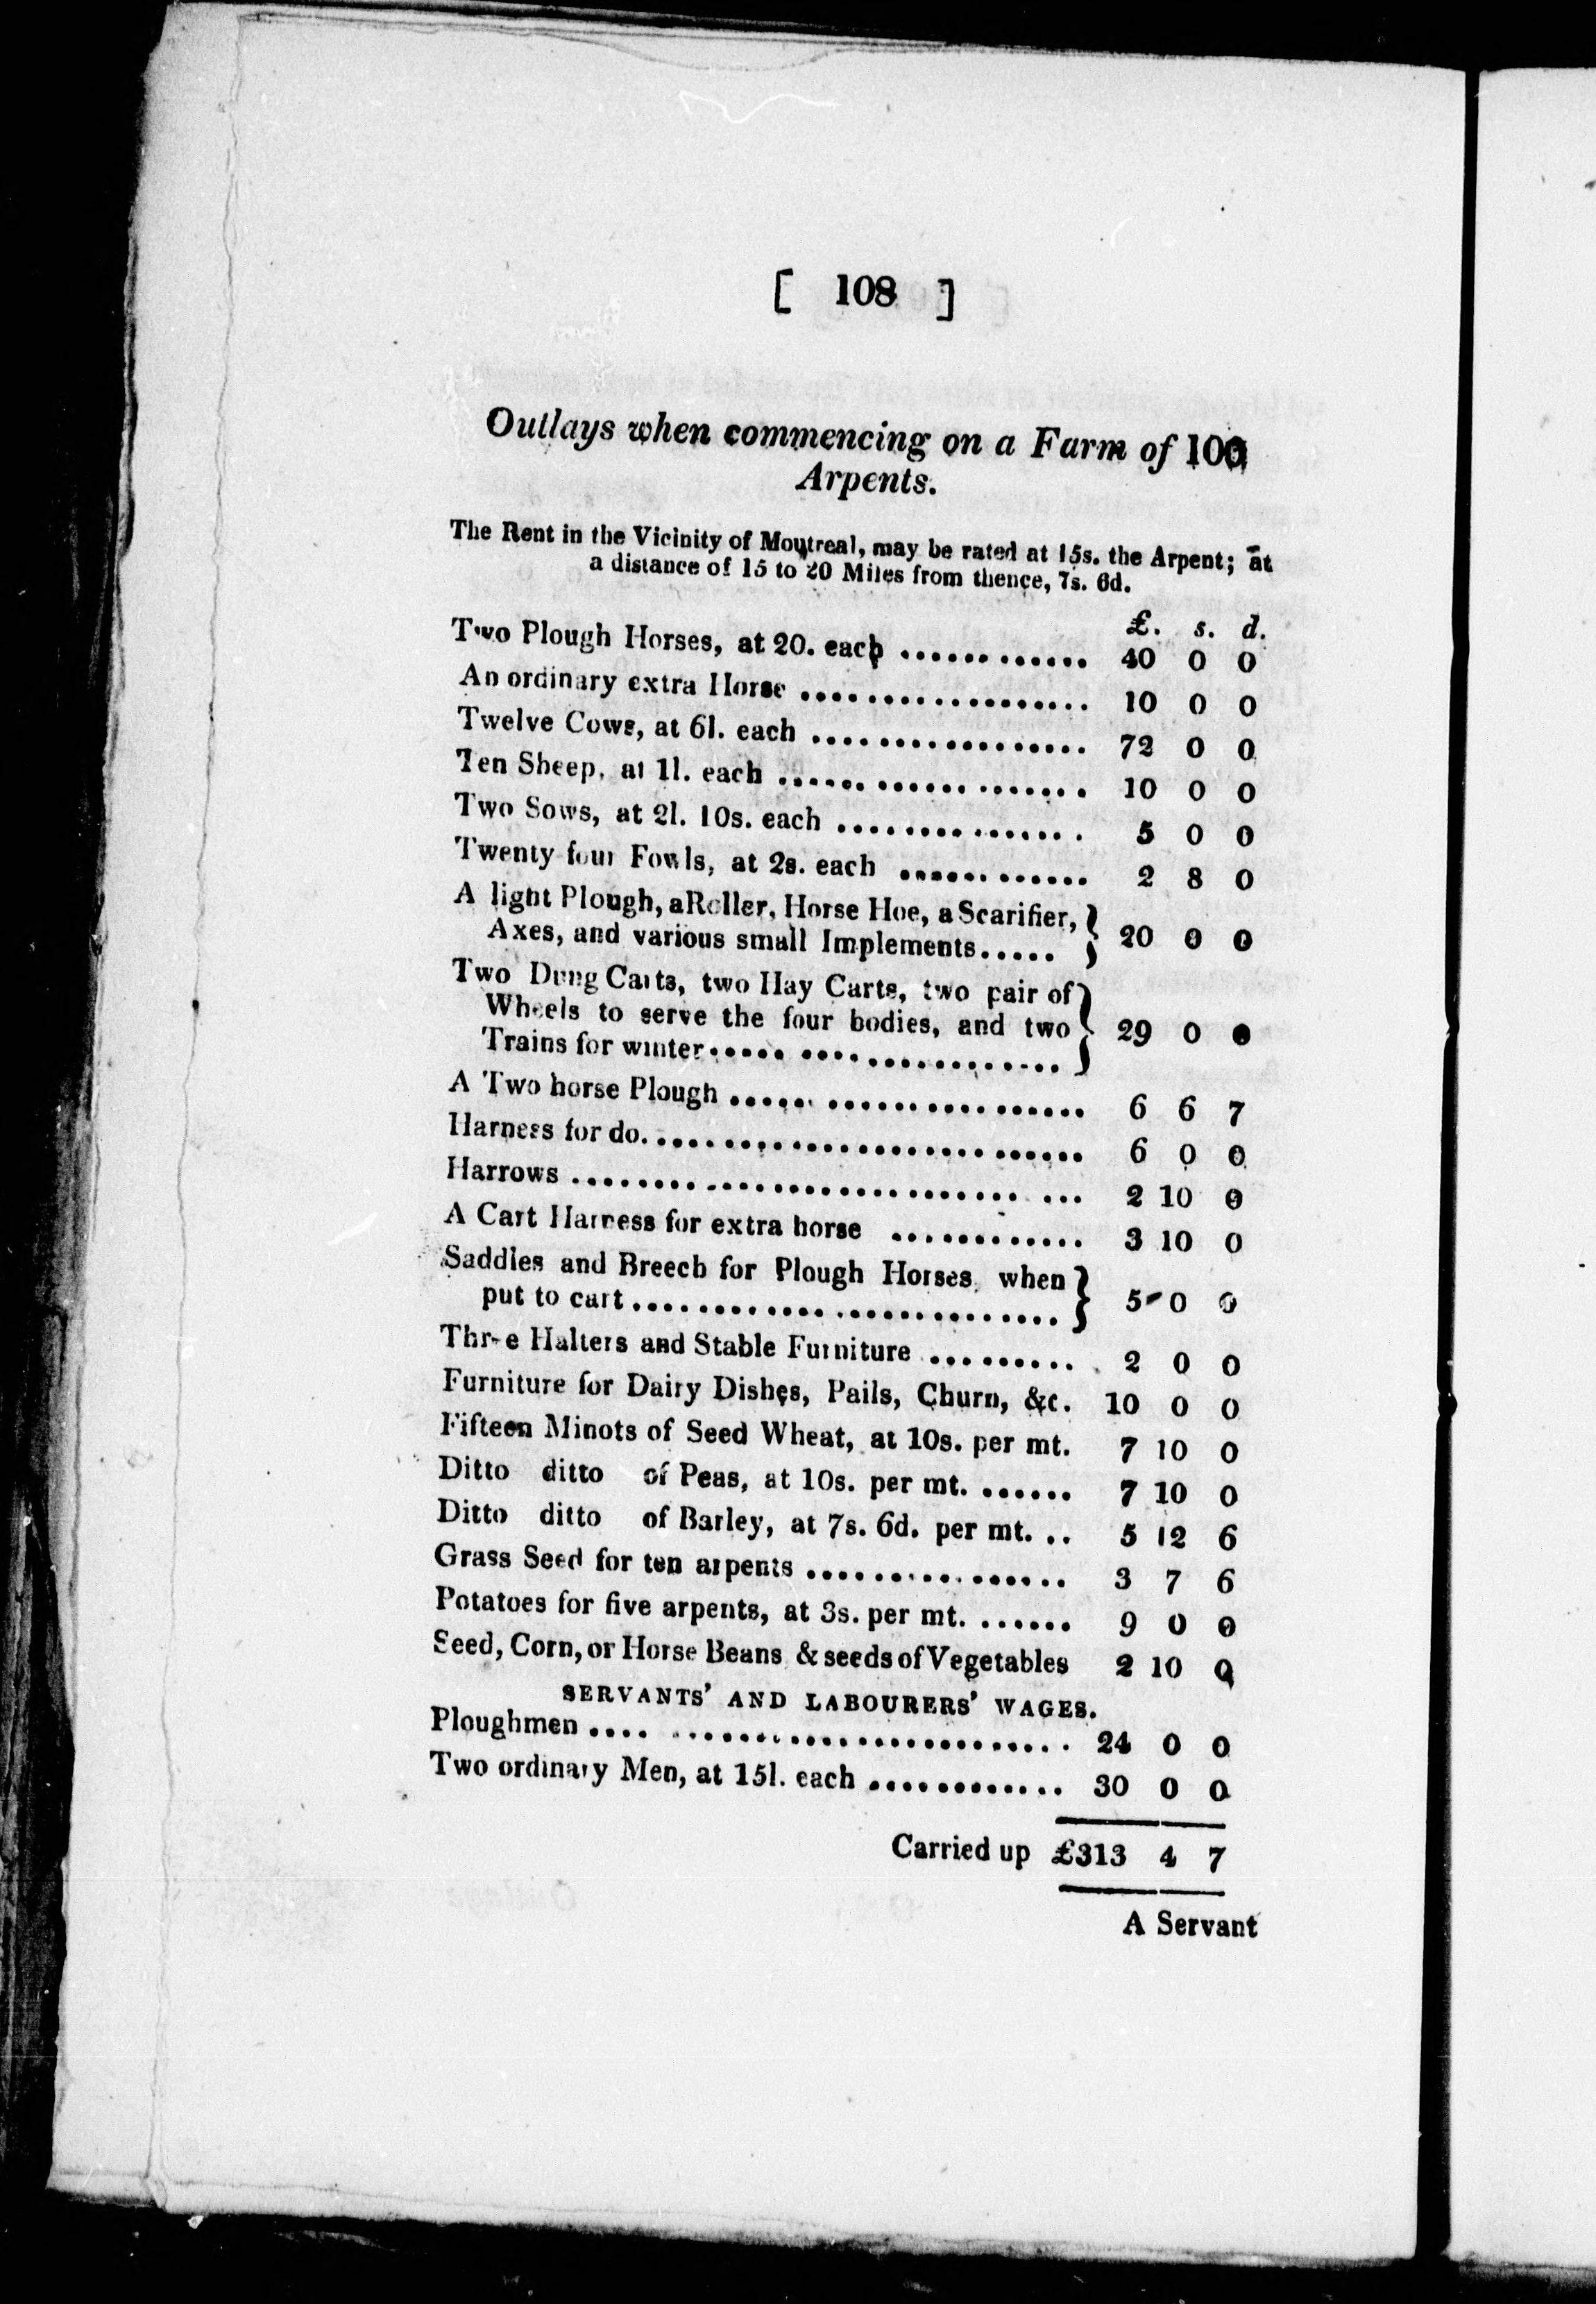 [ 108 ]
Outlays when commencing on a Farm of 100
Arpents.
The Rent in the Vicinity of Montreal, may be rated at 15s. the Arpent; at
a distance of 15 to 20 Miles from thence, 7s. 6d.
£. s. d.
Two Plough Horses, at 20. each ............ 40 0 0
An ordinary extra Horse .................. 10 0 0
Twelve Cows, at 6l. each ................. 72 0 0
Ten Sheep, at 1l. each ................... 10 0 0
Two Sows, at 2l. 10s. each ............... 5 0 0
Twenty four Fowls, at 2s. each ............ 2 8 0
A light Plough, a Roller, Horse Hoe, a Scarifier,
Axes, and various small Implements..... } 20 0 0
Two Dung Carts, two Hay Carts, two pair of
Wheels to serve the four bodies, and two } 29 0 0
Trains for winter.....................
A Two horse Plough ...................... 6 6 7
Harness for do. .......................... 6 0 0
Harrows .............................. 2 10 0
A Cart Harness for extra horse ............ 3 10 0
Saddles and Breech for Plough Horses, when
put to cart......................... } 5 0 0
Three Halters and Stable Furniture ......... 2 0 0
Furniture for Dairy Dishes, Pails, Churn, &c. 10 0 0
Fifteen Minots of Seed Wheat, at 10s. per mt. 7 10 0
Ditto ditto of Peas, at 10s. per mt. ...... 7 10 0
Ditto ditto of Barley, at 7s. 6d. per mt. .. 5 12 6
Grass Seed for ten arpents ................ 3 7 6
Potatoes for five arpents, at 3s. per mt. ...... 9 0 0
Seed, Corn, or Horse Beans & seeds of Vegetables 2 10 0
SERVANTS' AND LABOURERS' WAGES.
Ploughmen ............................ 24 0 0
Two ordinary Men, at 15l. each ............ 30 0 0
Carried up £313 4 7
A Servant